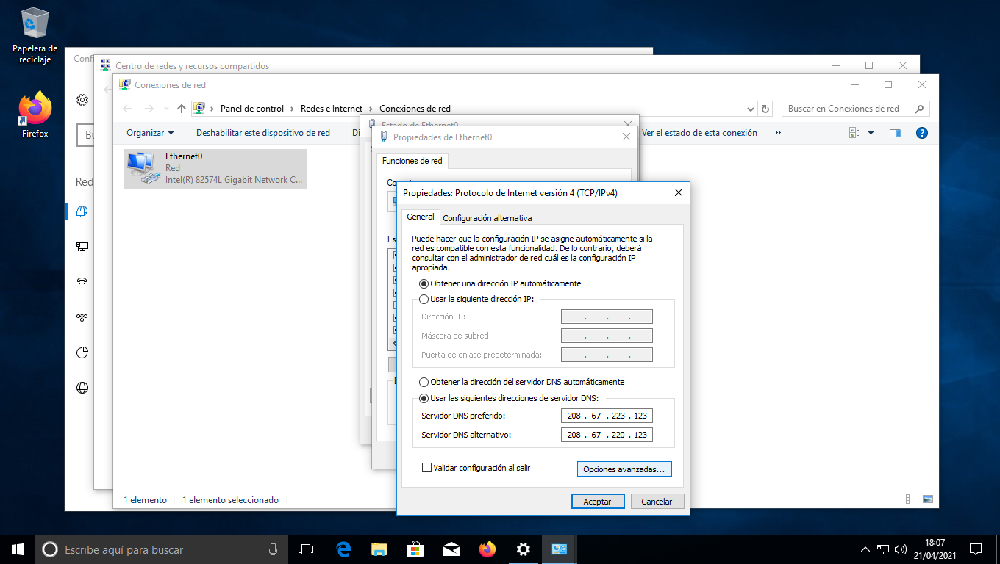 Papelera de
reciclaje
Firefox
Centro de redes y recursos compartidos
Conexiones de red
Panel de control
Redes e Internet
Conexiones de red
Buscar en Conexiones de red
Organizar
Deshabilitar este dispositivo de red
Ver el estado de esta conexión
»
Ethernet0
Red
Intel(R) 82574L Gigabit Network C...
Red
Estado de Ethernet0
Propiedades de Ethernet0
Funciones de red
Propiedades: Protocolo de Internet versión 4 (TCP/IPv4)
General
Configuración alternativa
Puede hacer que la configuración IP se asigne automáticamente si la
red es compatible con esta funcionalidad. De lo contrario, deberá
consultar con el administrador de red cuál es la configuración IP
apropiada.
Obtener una dirección IP automáticamente
Usar la siguiente dirección IP:
Dirección IP:
Máscara de subred:
Puerta de enlace predeterminada:
Obtener la dirección del servidor DNS automáticamente
Usar las siguientes direcciones de servidor DNS:
Servidor DNS preferido: 208 . 67 . 223 . 123
Servidor DNS alternativo: 208 . 67 . 220 . 123
Validar configuración al salir
Opciones avanzadas...
Aceptar
Cancelar
1 elemento
1 elemento seleccionado
Escribe aquí para buscar
18:07
21/04/2021